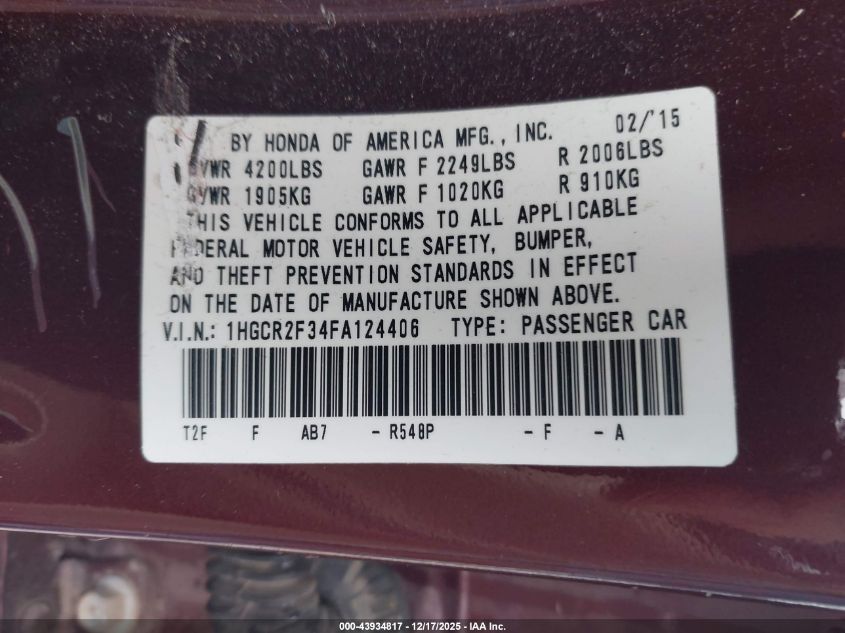 BY HONDA OF AMERICA MFG., INC. 02/'15
GVWR 4200LBS GAWR F 2249LBS R 2006LBS
GVWR 1905KG GAWR F 1020KG R 910KG
THIS VEHICLE CONFORMS TO ALL APPLICABLE
FEDERAL MOTOR VEHICLE SAFETY, BUMPER,
AND THEFT PREVENTION STANDARDS IN EFFECT
ON THE DATE OF MANUFACTURE SHOWN ABOVE.
V.I.N.: 1HGCR2F34FA124406 TYPE: PASSENGER CAR
T2F F AB7 - R548P - F - A
000-43934817 - 12/17/2025 - IAA Inc.